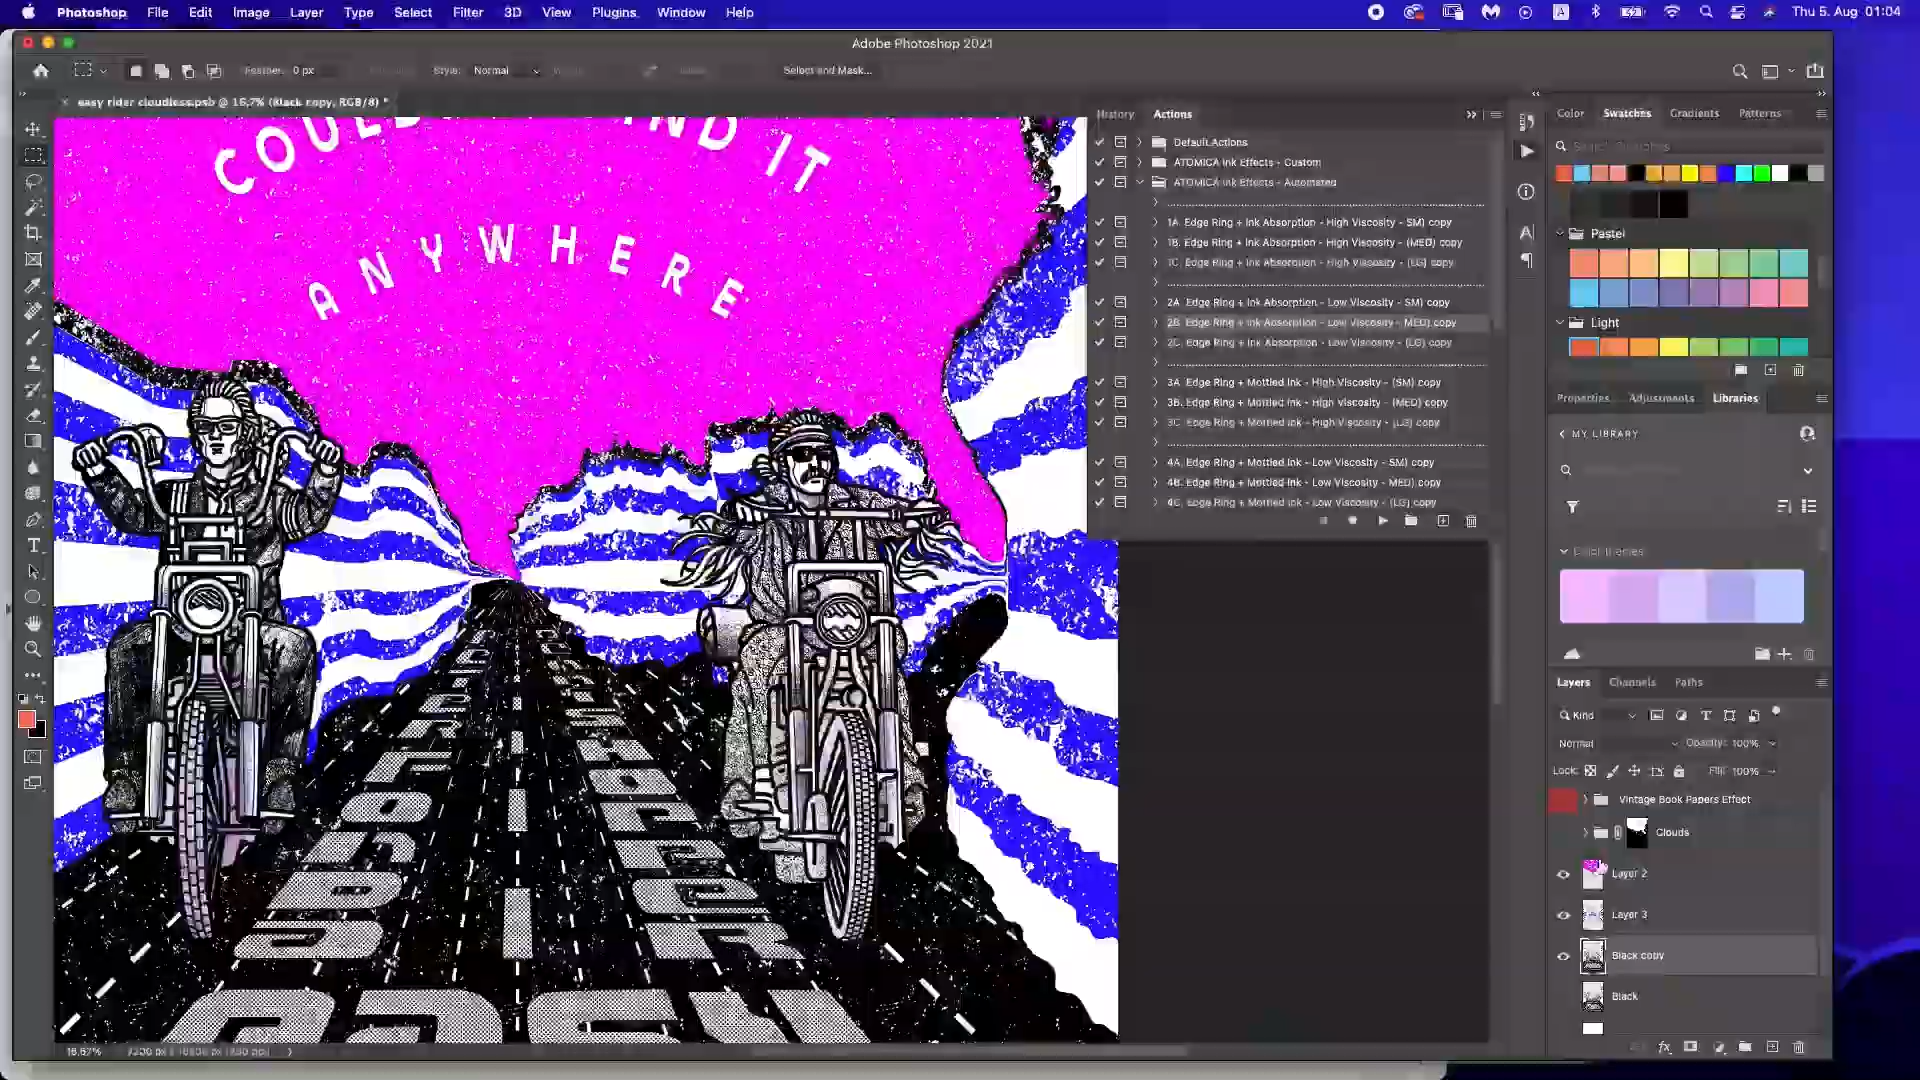 Photoshop File Edit Image Layer Type Select Filter 3D View Plugins Window Help
Thu 5. Aug 01:04
Adobe Photoshop 2021
Feather: 0 px
Style: Normal
Select and Mask...
easy rider cloudless.psb @ 16,7% (Black copy, RGB/8) *
IND IT
ANYWHERE
History Actions
Default Actions
ATOMICA Ink Effects - Custom
ATOMICA Ink Effects - Automated
1A. Edge Ring + Ink Absorption - High Viscosity - SM) copy
1B. Edge Ring + Ink Absorption - High Viscosity - (MED) copy
1C. Edge Ring + Ink Absorption - High Viscosity - (LG) copy
2A. Edge Ring + Ink Absorption - Low Viscosity - SM) copy
2B. Edge Ring + Ink Absorption - Low Viscosity - MED) copy
2C. Edge Ring + Ink Absorption - Low Viscosity - (LG) copy
3A. Edge Ring + Mottled Ink - High Viscosity - (SM) copy
3B. Edge Ring + Mottled Ink - High Viscosity - (MED) copy
3C. Edge Ring + Mottled Ink - High Viscosity - (LG) copy
4A. Edge Ring + Mottled Ink - Low Viscosity - SM) copy
4B. Edge Ring + Mottled Ink - Low Viscosity - MED) copy
4C. Edge Ring + Mottled Ink - Low Viscosity - (LG) copy
Color Swatches Gradients Patterns
Search Swatches
Pastel
Light
Properties Adjustments Libraries
MY LIBRARY
Color themes
Layers Channels Paths
Kind
Normal
Opacity: 100%
Lock:
Fill: 100%
Vintage Book Papers Effect
Clouds
Layer 2
Layer 3
Black copy
Black
16,67%